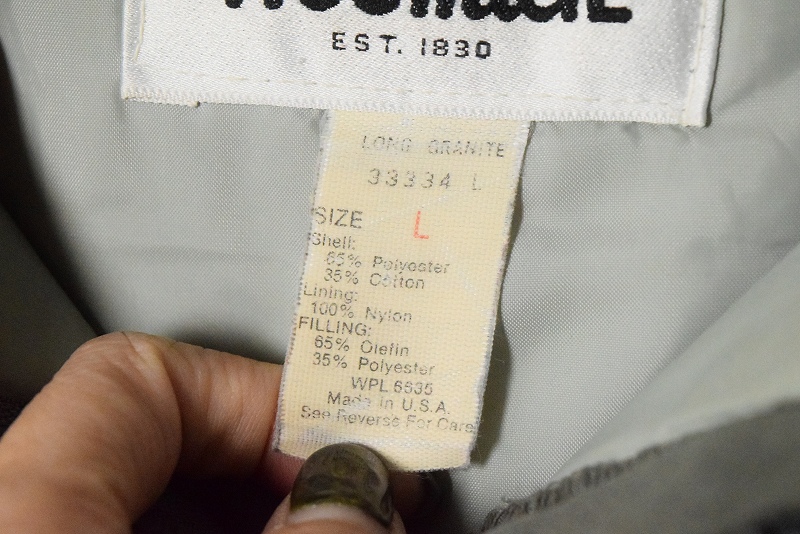 EST. 1830
LONG GRANITE
33334 L
SIZE L
Shell:
65% Polyester
35% Cotton
Lining:
100% Nylon
FILLING:
65% Olefin
35% Polyester
WPL 6635
Made in U.S.A.
See Reverse For Care